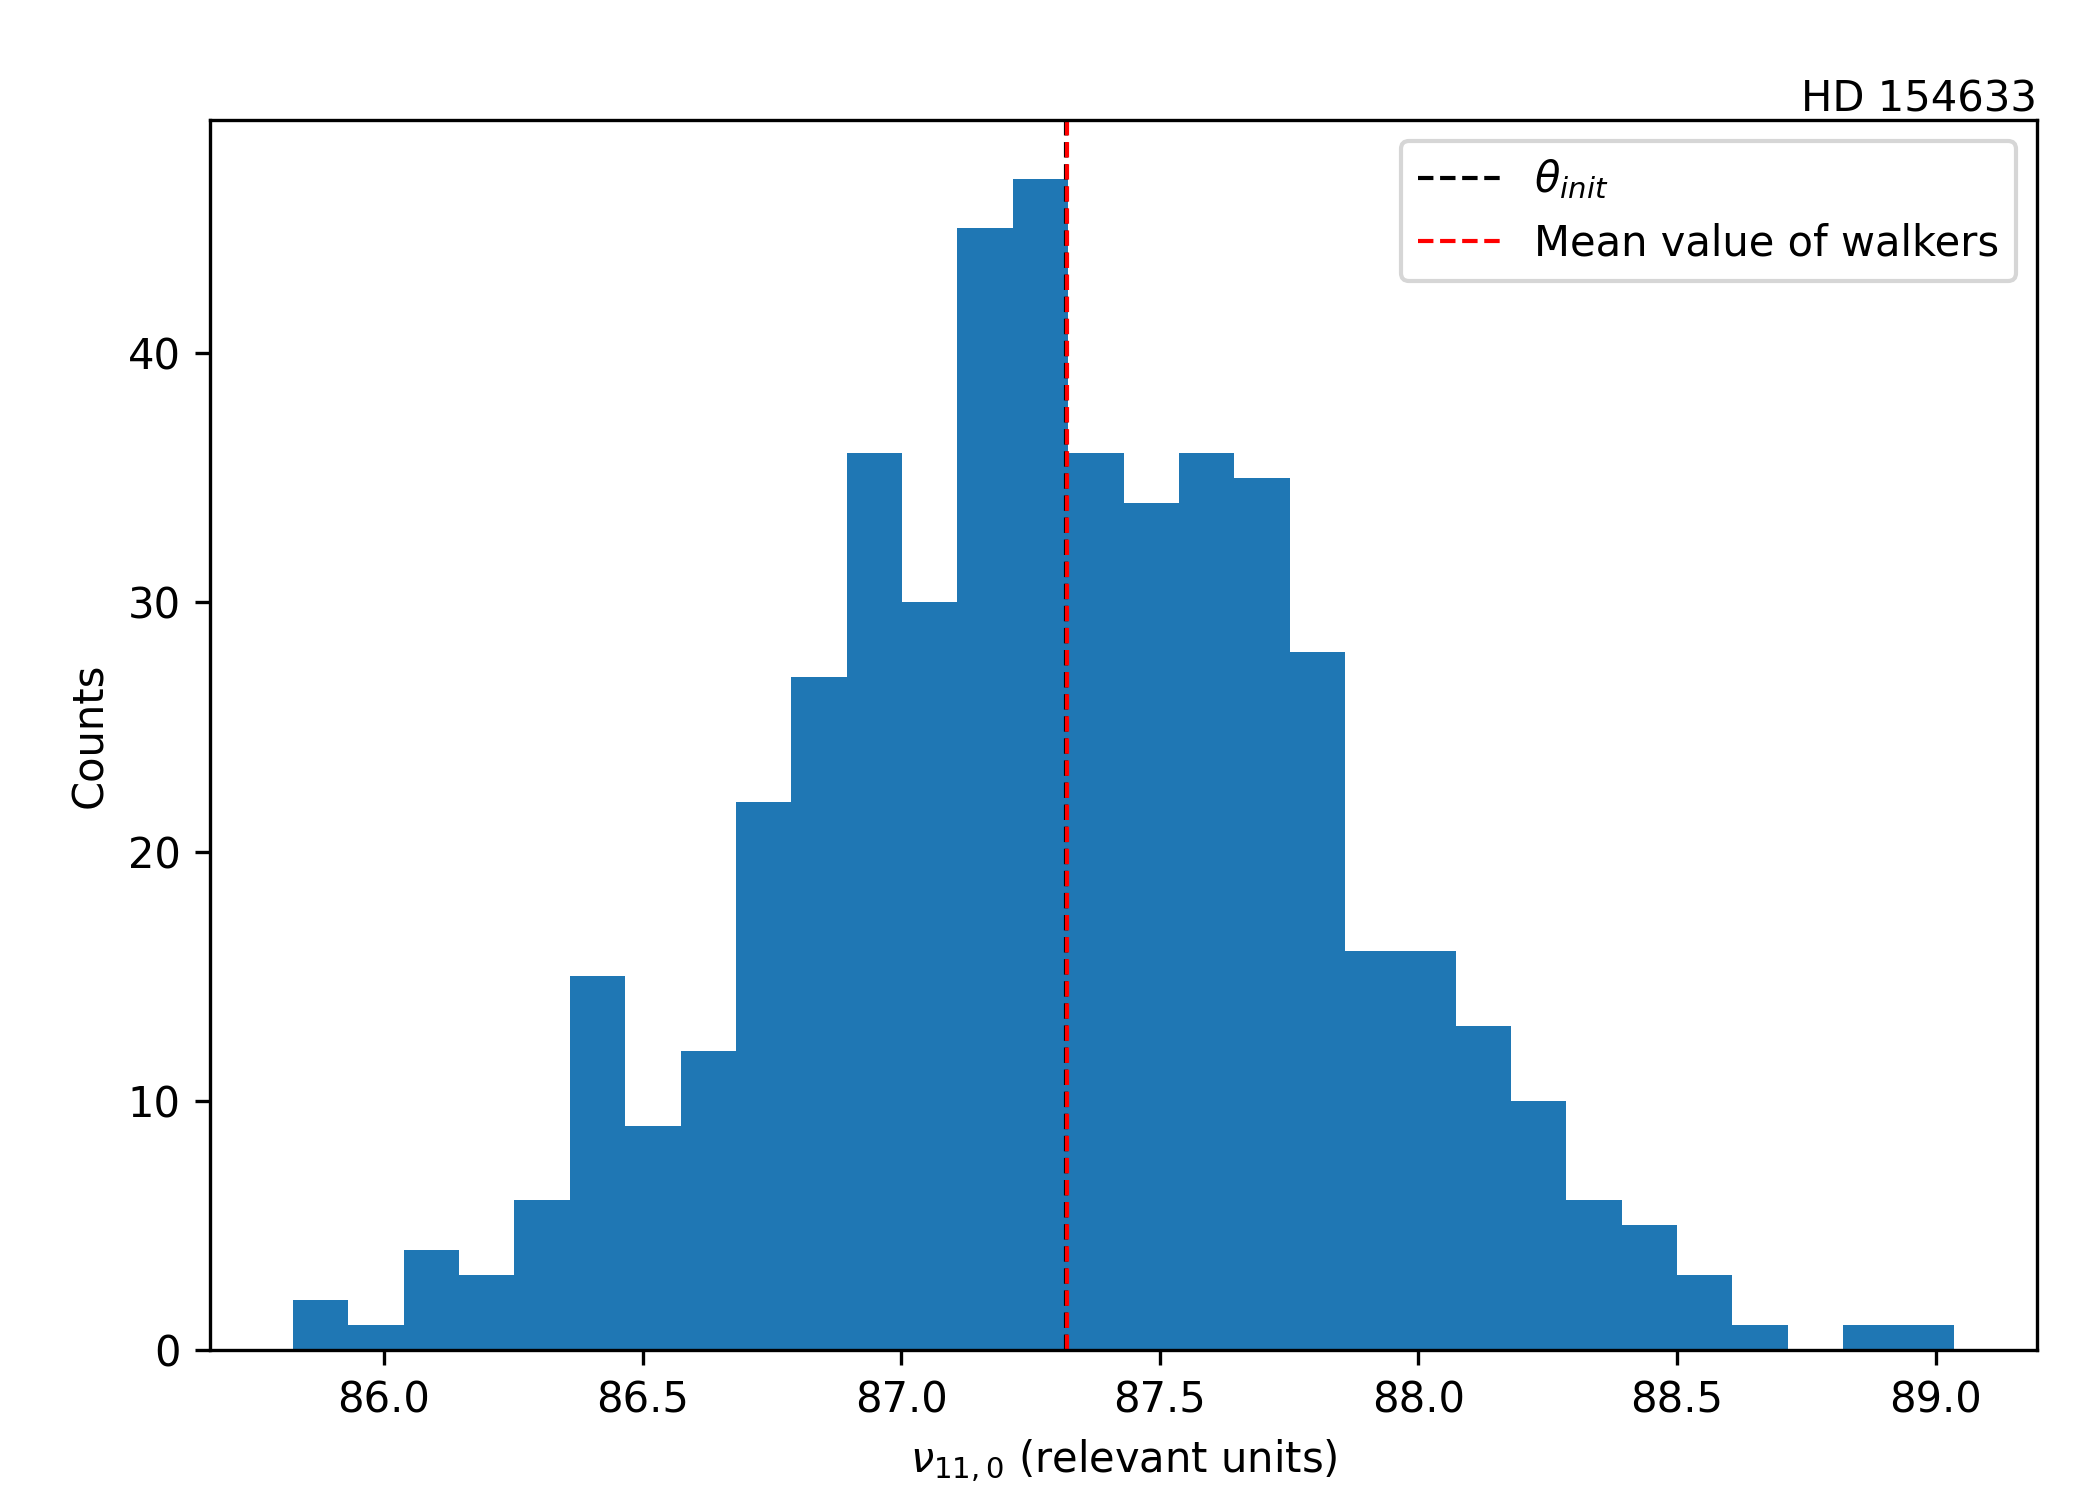 HD 154633
θinit
Mean value of walkers
40
30
20
10
0
Counts
86.0 86.5 87.0 87.5 88.0 88.5 89.0
ν11, 0 (relevant units)